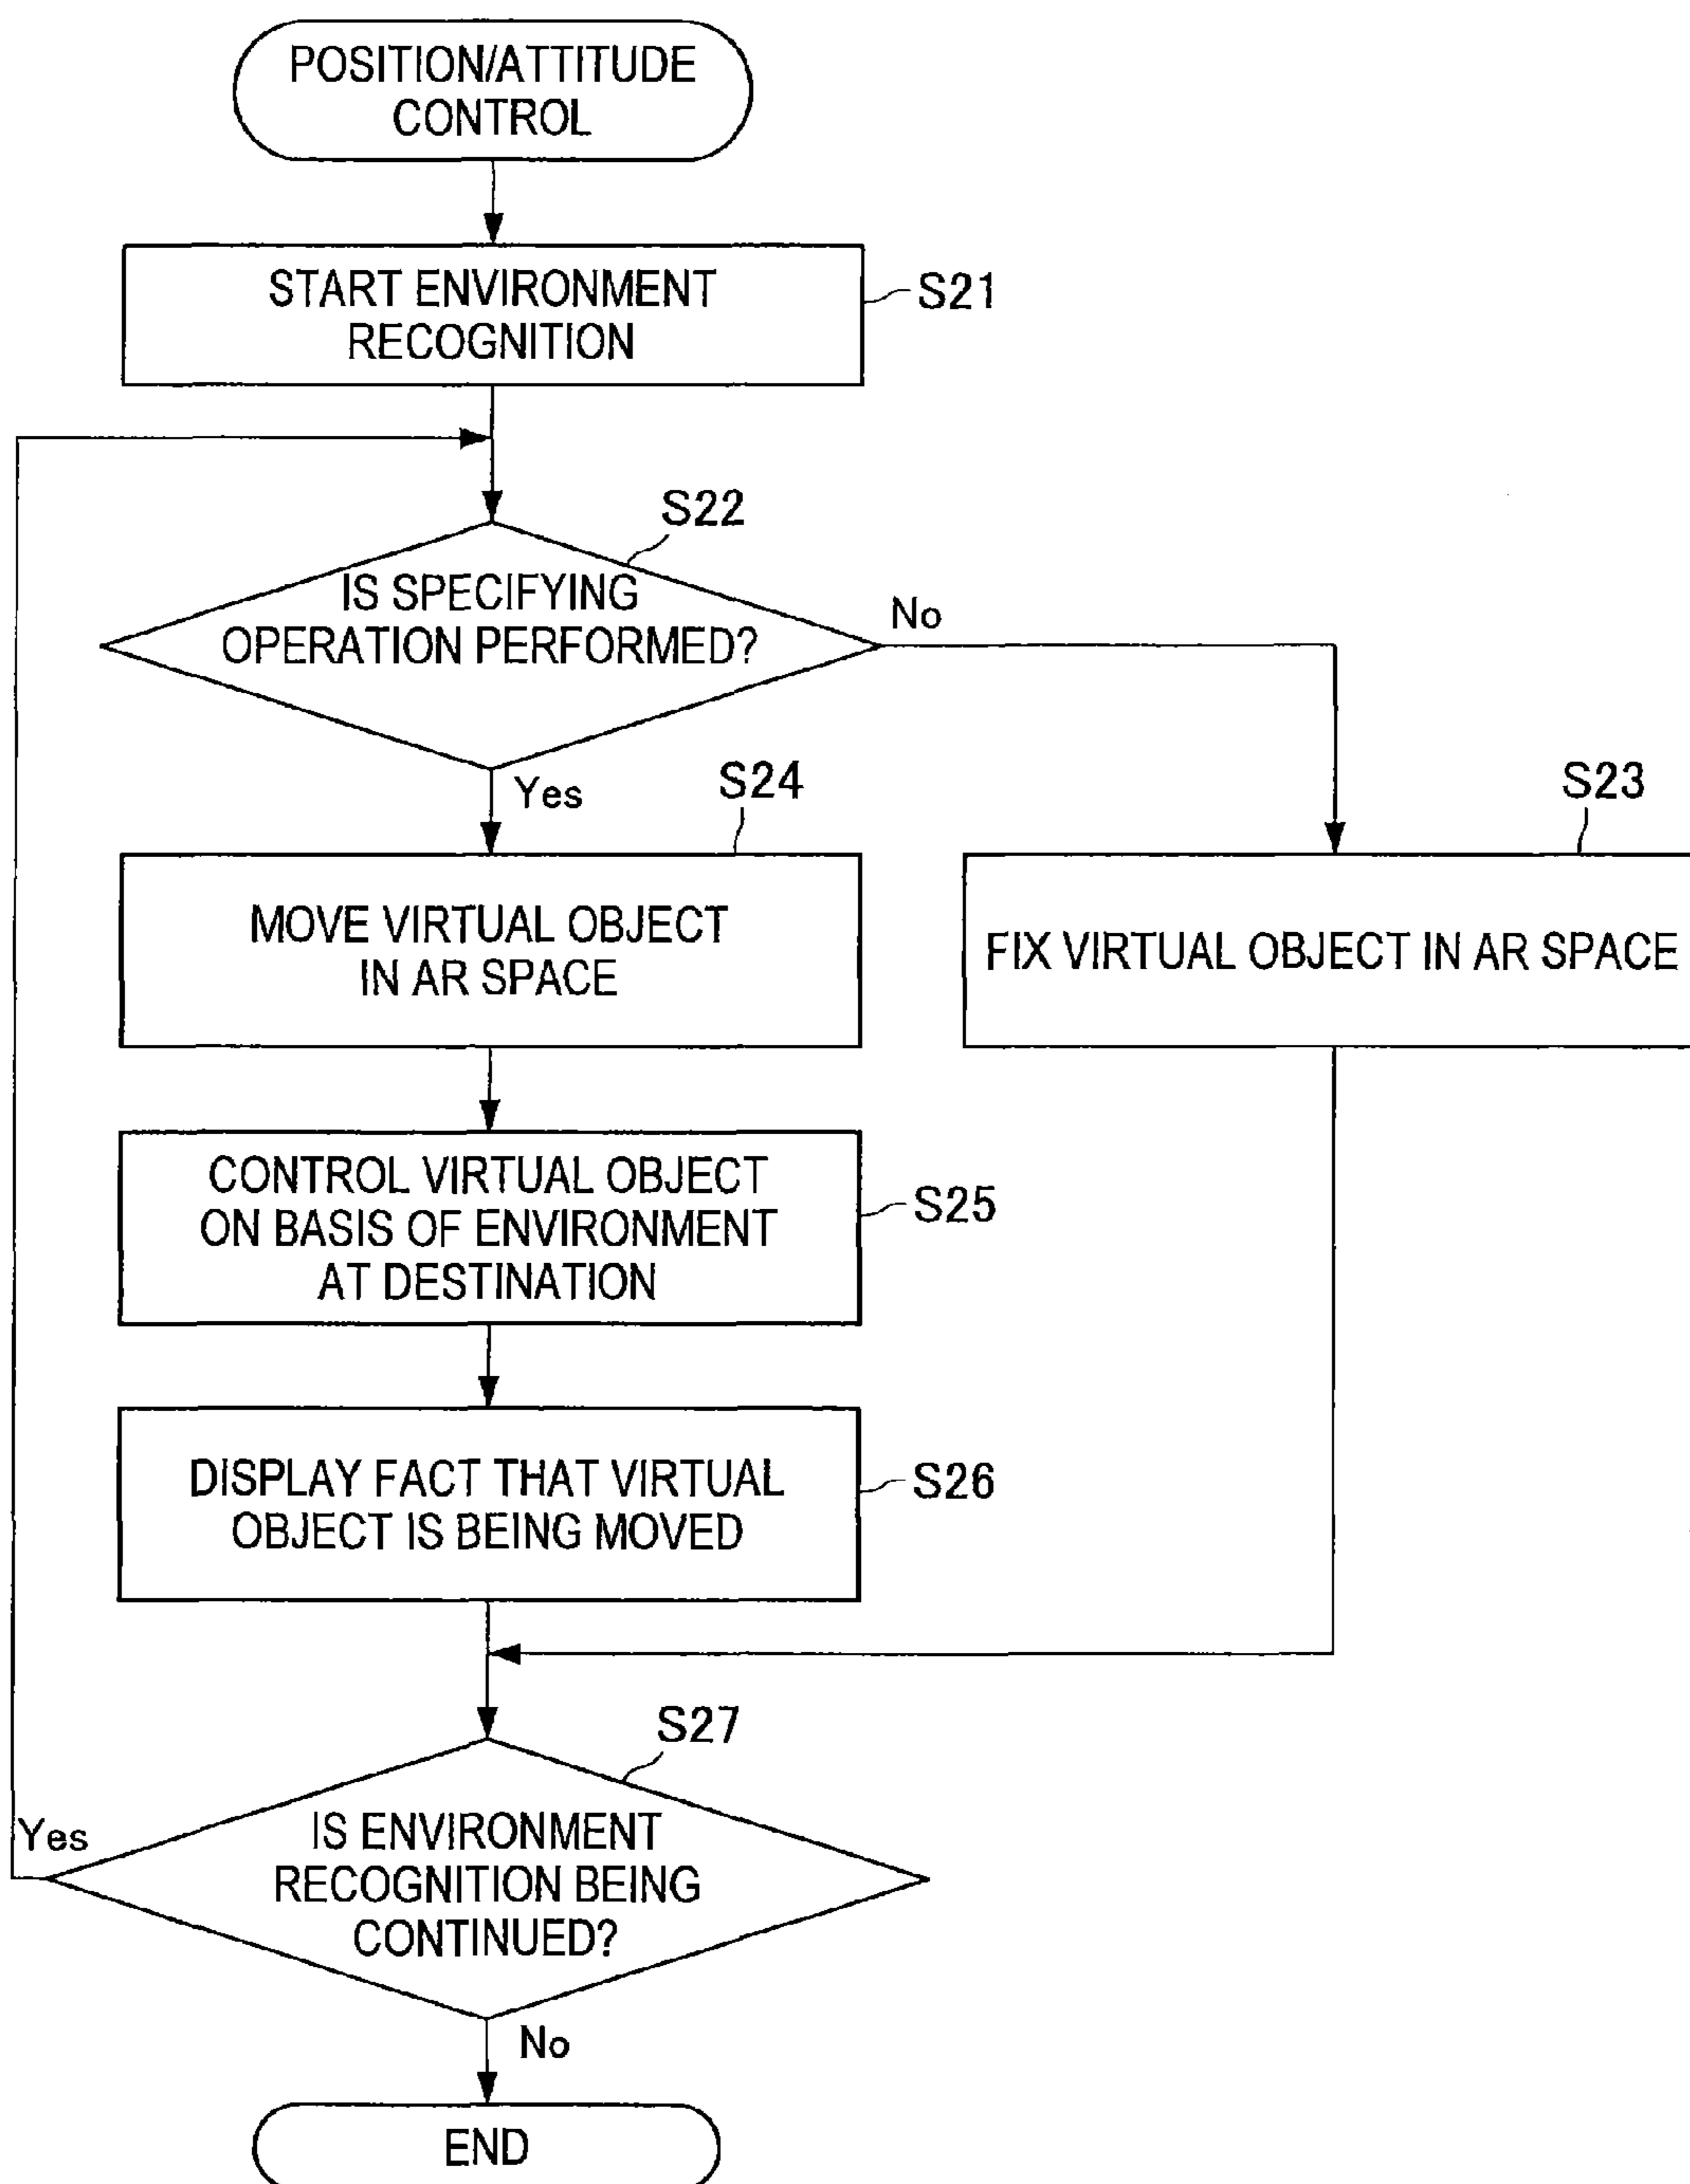 POSITION/ATTITUDE
CONTROL
START ENVIRONMENT
RECOGNITION
S21
S22
IS SPECIFYING
OPERATION PERFORMED?
No
Yes
S24
S23
MOVE VIRTUAL OBJECT
IN AR SPACE
FIX VIRTUAL OBJECT IN AR SPACE
CONTROL VIRTUAL OBJECT
ON BASIS OF ENVIRONMENT
AT DESTINATION
S25
DISPLAY FACT THAT VIRTUAL
OBJECT IS BEING MOVED
S26
S27
Yes
IS ENVIRONMENT
RECOGNITION BEING
CONTINUED?
No
END